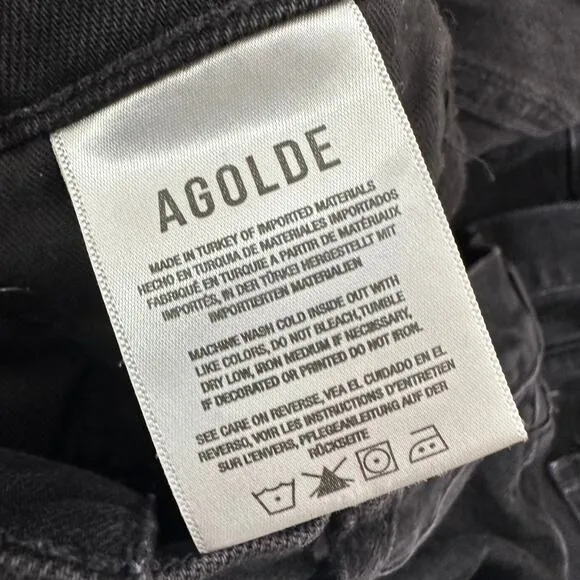 AGOLDE
MADE IN TURKEY OF IMPORTED MATERIALS
HECHO EN TURQUIA DE MATERIALES IMPORTADOS
FABRIQUÉ EN TURQUIE A PARTIR DE MATÉRIAUX
IMPORTÉS, IN DER TÜRKEI HERGESTELLT MIT
IMPORTIERTEN MATERIALIEN
MACHINE WASH COLD INSIDE OUT WITH
LIKE COLORS, DO NOT BLEACH,TUMBLE
DRY LOW, IRON MEDIUM IF NECISSARY,
IF DECORATED OR PRINTED DO NOT IRON.
SEE CARE ON REVERSE, VEA EL CUIDADO EN EL
REVERSO, VOIR LES INSTRUCTIONS D'ENTRETIEN
SUR L'ENVERS, PFLEGEANLEITUNG AUF DER
RÜCKSEITE